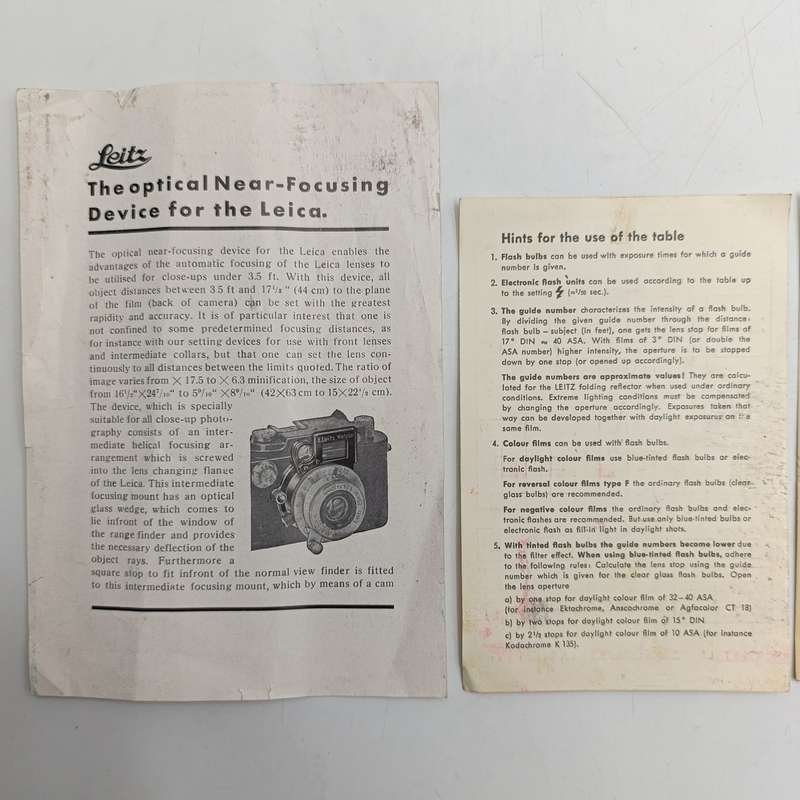 Leitz
The optical Near-Focusing
Device for the Leica.
The optical near-focusing device for the Leica enables the
advantages of the automatic focusing of the Leica lenses to
be utilised for close-ups under 3.5 ft. With this device, all
object distances between 3.5 ft and 17¹/₂ " (44 cm) to the plane
of the film (back of camera) can be set with the greatest
rapidity and accuracy. It is of particular interest that one is
not confined to some predetermined focusing distances, as
for instance with our setting devices for use with front lenses
and intermediate collars, but that one can set the lens con-
tinuously to all distances between the limits quoted. The ratio of
image varies from × 17.5 to × 6.3 minification, the size of object
from 16¹/₂"×24⁷/₁₀" to 5⁹/₁₀" ×8⁹/₁₀" (42×63 cm to 15×22¹/₂ cm).
The device, which is specially
suitable for all close-up photo-
graphy consists of an inter-
mediate helical focusing ar-
rangement which is screwed
into the lens changing flange
of the Leica. This intermediate
focusing mount has an optical
glass wedge, which comes to
lie infront of the window of
the range finder and provides
the necessary deflection of the
object rays. Furthermore a
square stop to fit infront of the normal view finder is fitted
to this intermediate focusing mount, which by means of a cam
E. Leitz Wetzlar
Hints for the use of the table
1. Flash bulbs can be used with exposure times for which a guide
number is given.
2. Electronic flash units can be used according to the table up
to the setting ⚡ (=¹/₅₀ sec.).
3. The guide number characterizes the intensity of a flash bulb.
By dividing the given guide number through the distance:
flash bulb – subject (in feet), one gets the lens stop for films of
17° DIN ≈ 40 ASA. With films of 3° DIN (or double the
ASA number) higher intensity, the aperture is to be stopped
down by one stop (or opened up accordingly).
The guide numbers are approximate values! They are calcu-
lated for the LEITZ folding reflector when used under ordinary
conditions. Extreme lighting conditions must be compensated
by changing the aperture accordingly. Exposures taken that
way can be developed together with daylight exposures on the
same film.
4. Colour films can be used with flash bulbs.
For daylight colour films use blue-tinted flash bulbs or elec-
tronic flash.
For reversal colour films type F the ordinary flash bulbs (clear-
glass bulbs) are recommended.
For negative colour films the ordinary flash bulbs and elec-
tronic flashes are recommended. But use only blue-tinted bulbs or
electronic flash as fill-in light in daylight shots.
5. With tinted flash bulbs the guide numbers become lower due
to the filter effect. When using blue-tinted flash bulbs, adhere
to the following rules: Calculate the lens stop using the guide
number which is given for the clear glass flash bulbs. Open
the lens aperture
a) by one stop for daylight colour film of 32–40 ASA
(for instance Ektachrome, Anscochrome or Agfacolor CT 18)
b) by two stops for daylight colour film of 15° DIN
c) by 2¹/₂ stops for daylight colour film of 10 ASA (for instance
Kodachrome K 135).